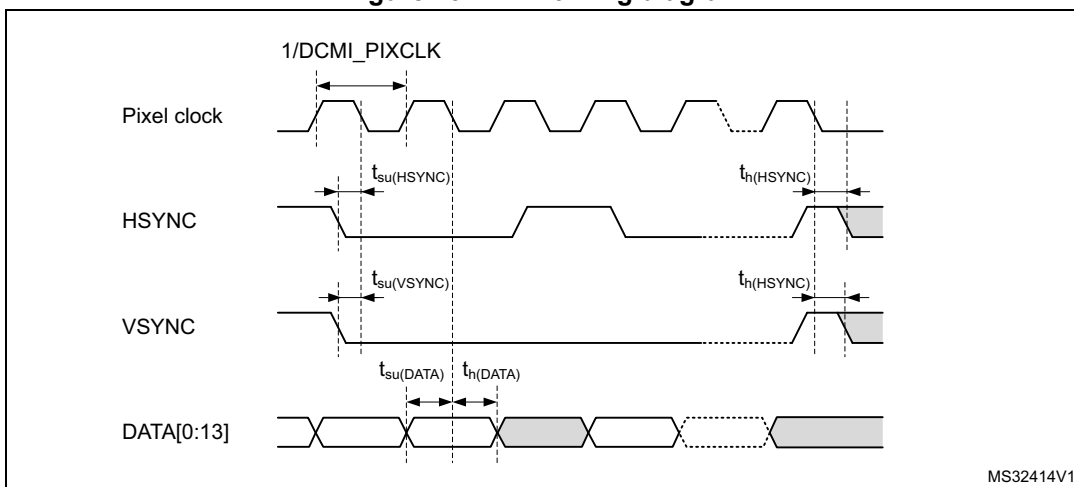 1/DCMI_PIXCLK
Pixel clock
tsu(HSYNC)
th(HSYNC)
HSYNC
tsu(VSYNC)
th(HSYNC)
VSYNC
tsu(DATA) th(DATA)
DATA[0:13]
MS32414V1